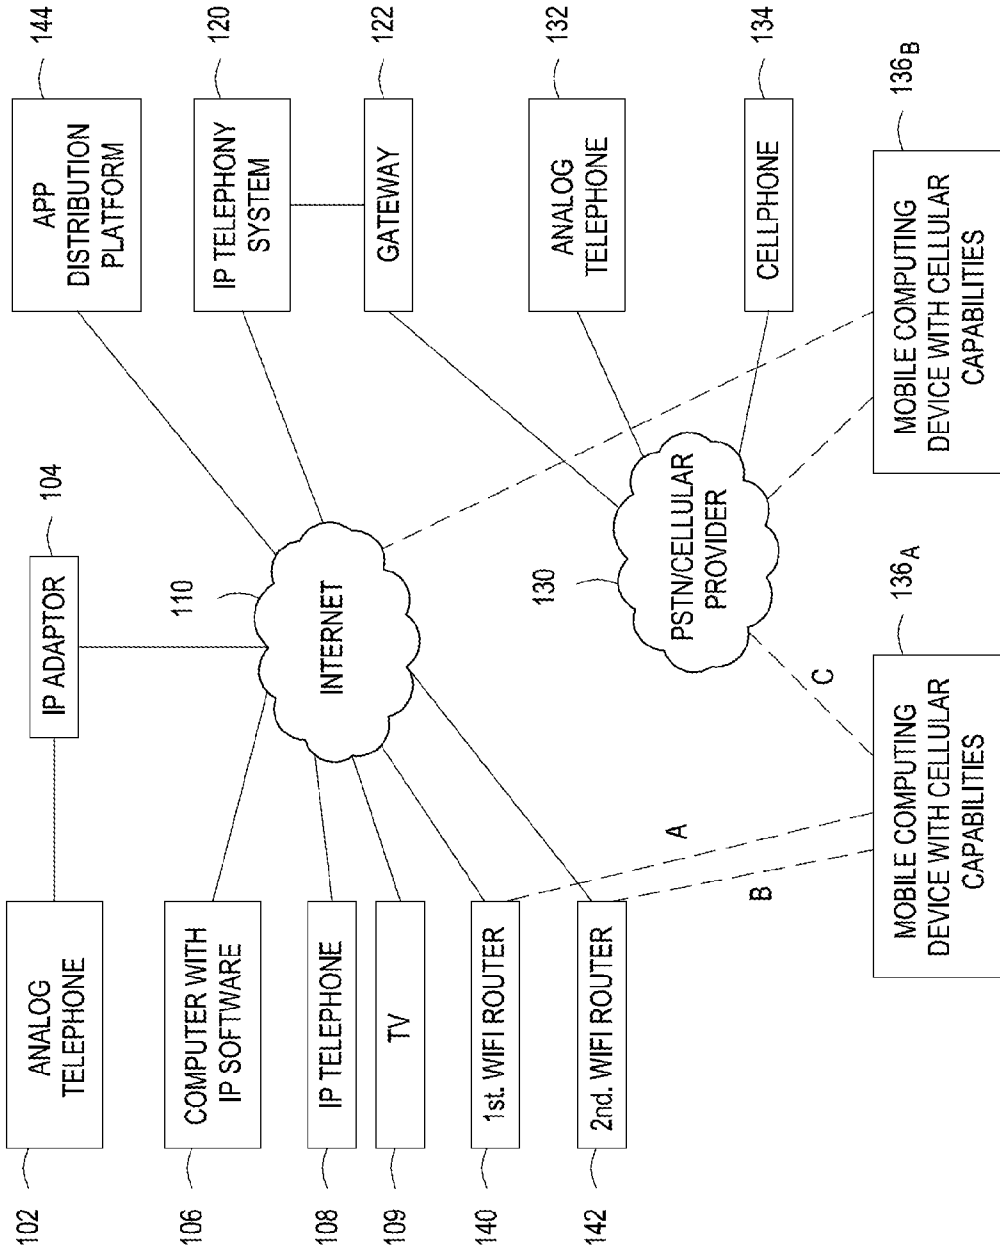 102
ANALOG
TELEPHONE
IP ADAPTOR
104
APP
DISTRIBUTION
PLATFORM
144
106
COMPUTER WITH
IP SOFTWARE
110
INTERNET
IP TELEPHONY
SYSTEM
120
108
IP TELEPHONE
GATEWAY
122
109
TV
140
1st. WIFI ROUTER
130
PSTN/CELLULAR
PROVIDER
ANALOG
TELEPHONE
132
142
2nd. WIFI ROUTER
A
B
C
CELLPHONE
134
MOBILE COMPUTING
DEVICE WITH CELLULAR
CAPABILITIES
136A
MOBILE COMPUTING
DEVICE WITH CELLULAR
CAPABILITIES
136B